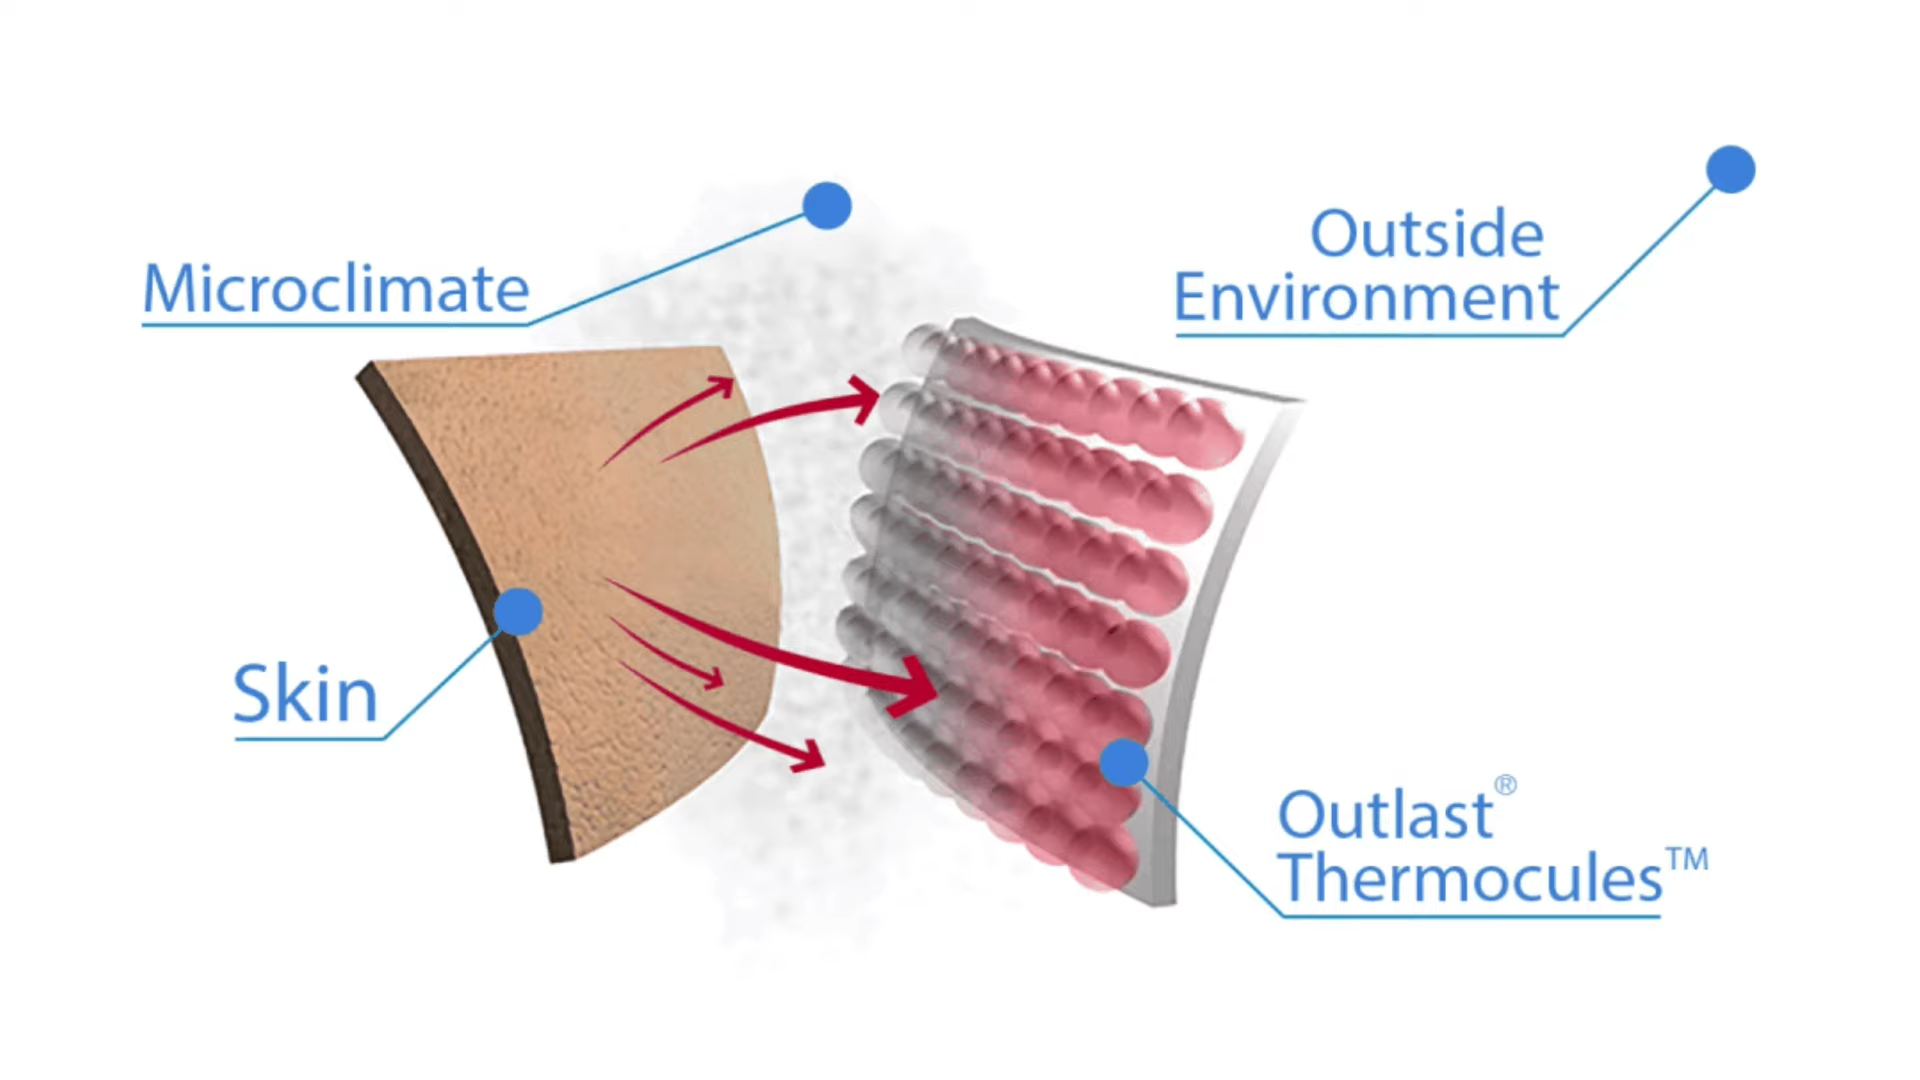 Microclimate
Outside
Environment
Skin
Outlast®
Thermocules™